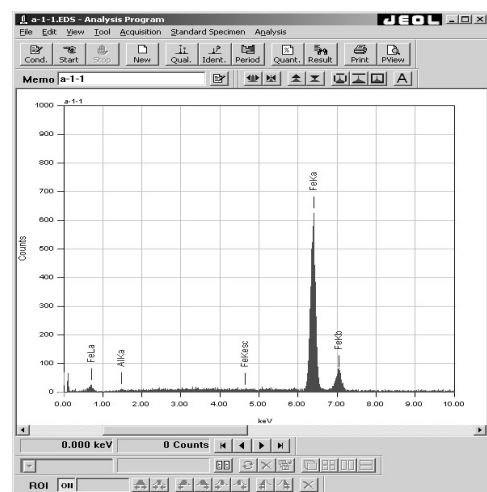 a-1-1.EDS - Analysis Program JEOL
File Edit View Tool Acquisition Standard Specimen Analysis
Cond. Start Stop New Qual. Ident. Period Quant. Result Print PView
Memo a-1-1 A
1000 a-1-1
900
800
700
FeKa
600
Counts
500
400
300
200
FeLa AlKa FeKesc FeKb
100
0
0.00 1.00 2.00 3.00 4.00 5.00 6.00 7.00 8.00 9.00 10.00
keV
0.000 keV 0 Counts
ROI ON